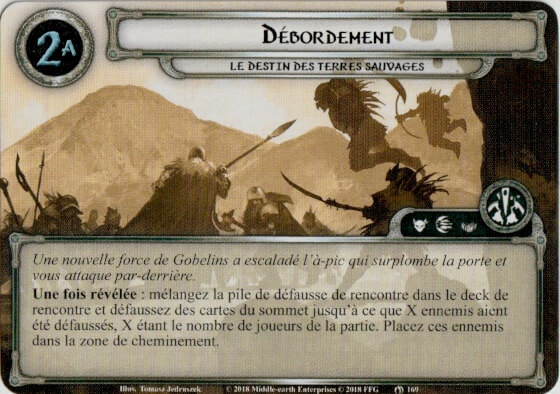 2A
DÉBORDEMENT
LE DESTIN DES TERRES SAUVAGES
Une nouvelle force de Gobelins a escaladé l'à-pic qui surplombe la porte et
vous attaque par-derrière.
Une fois révélée : mélangez la pile de défausse de rencontre dans le deck de
rencontre et défaussez des cartes du sommet jusqu'à ce que X ennemis aient
été défaussés, X étant le nombre de joueurs de la partie. Placez ces ennemis
dans la zone de cheminement.
Illus. Tomasz Jedruszek © 2018 Middle-earth Enterprises © 2018 FFG 169